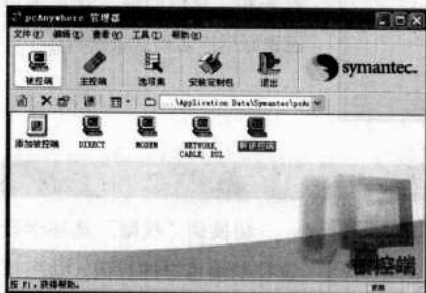 pcAnywhere 管理器
文件(F) 编辑(E) 查看(V) 工具(T) 帮助(H)
被控端 主控端 选项集 安装定制包 退出 symantec.
...\Application Data\Symantec\pcAn
添加被控端 DIRECT MODEM NETWORK, CABLE, DSL 新被控端
被控端
按 F1，获得帮助。